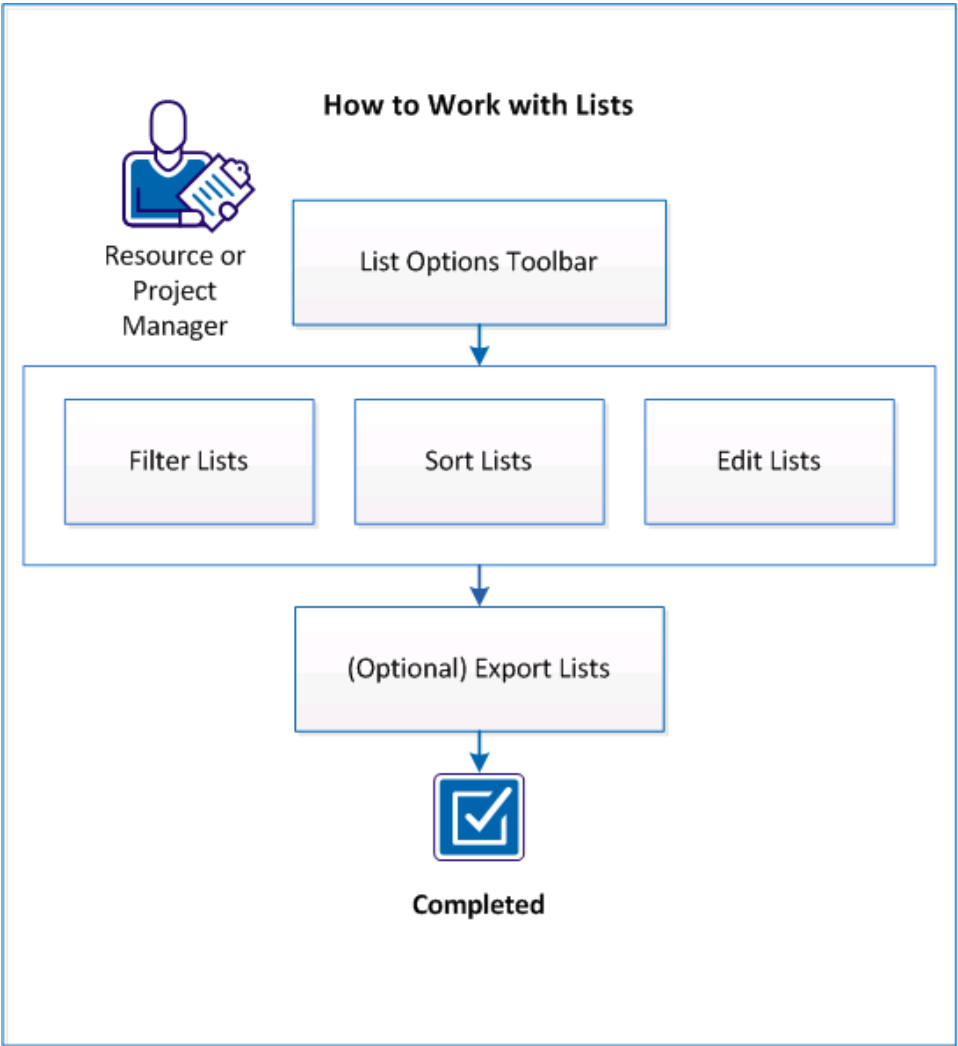 How to Work with Lists
Resource or
Project
Manager
List Options Toolbar
Filter Lists
Sort Lists
Edit Lists
(Optional) Export Lists
Completed